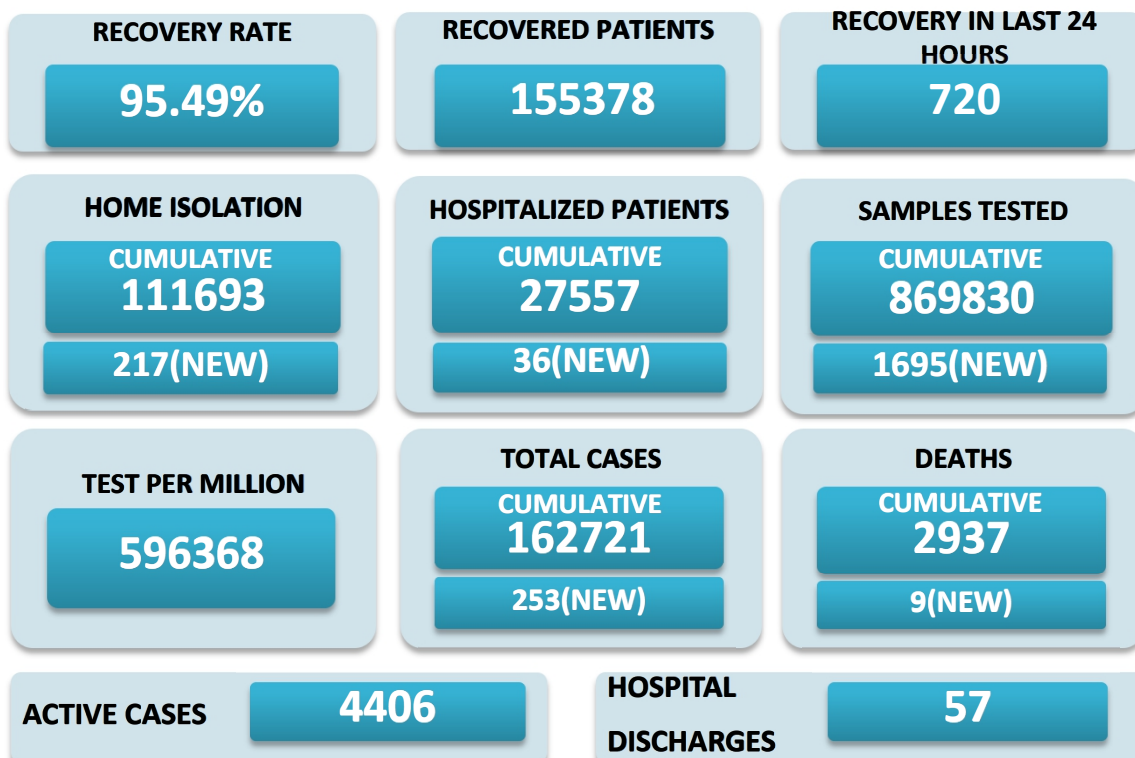 RECOVERY RATE
95.49%
RECOVERED PATIENTS
155378
RECOVERY IN LAST 24
HOURS
720
HOME ISOLATION
CUMULATIVE
111693
217(NEW)
HOSPITALIZED PATIENTS
CUMULATIVE
27557
36(NEW)
SAMPLES TESTED
CUMULATIVE
869830
1695(NEW)
TEST PER MILLION
596368
TOTAL CASES
CUMULATIVE
162721
253(NEW)
DEATHS
CUMULATIVE
2937
9(NEW)
ACTIVE CASES
4406
HOSPITAL
DISCHARGES
57